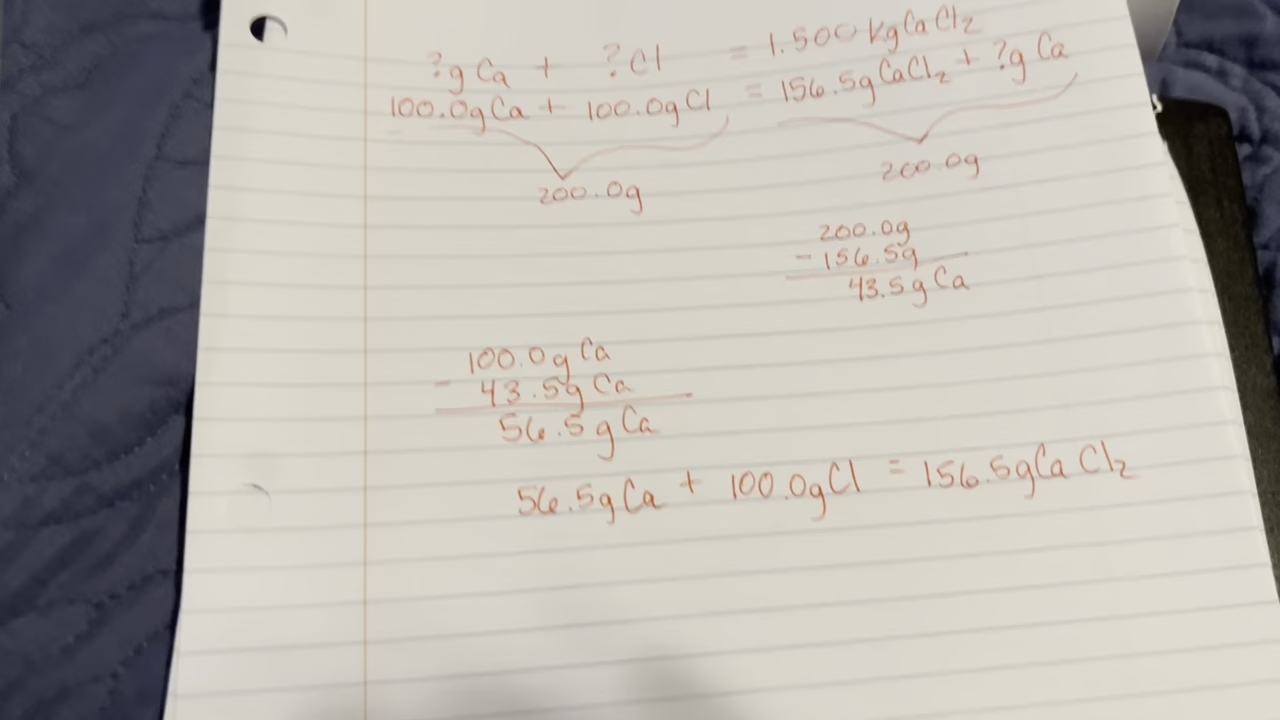 ?g Ca + ?Cl = 1.500 kg CaCl₂
100.0g Ca + 100.0g Cl = 156.5g CaCl₂ + ?g Ca
200.0g 200.0g
200.0g
- 156.5g
43.5g Ca
100.0g Ca
- 43.5g Ca
56.5g Ca
56.5g Ca + 100.0g Cl = 156.5g CaCl₂